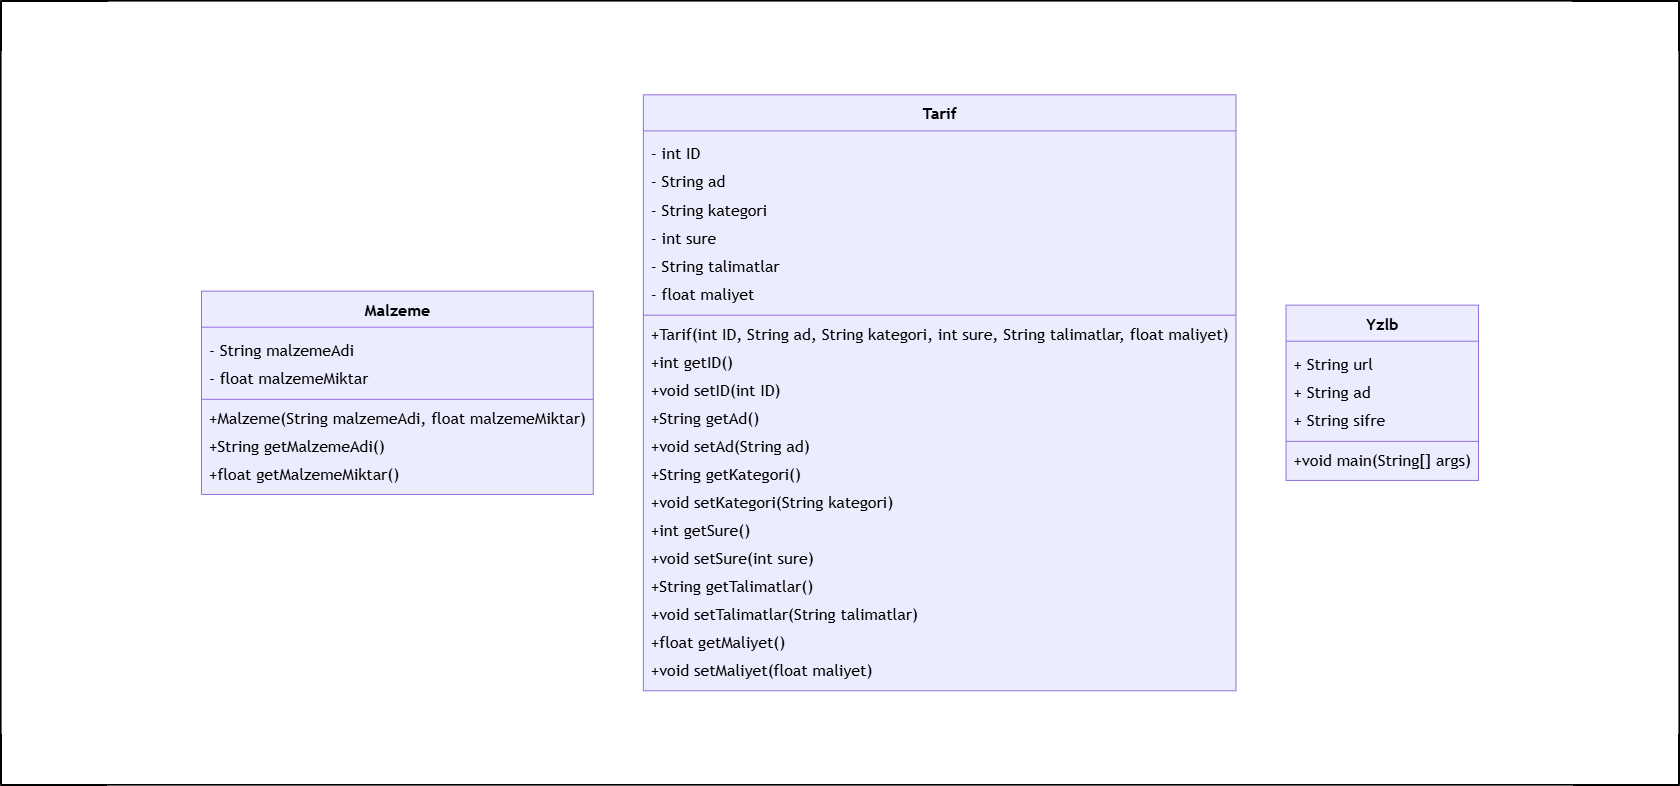 Malzeme
- String malzemeAdi
- float malzemeMiktar
+Malzeme(String malzemeAdi, float malzemeMiktar)
+String getMalzemeAdi()
+float getMalzemeMiktar()
Tarif
- int ID
- String ad
- String kategori
- int sure
- String talimatlar
- float maliyet
+Tarif(int ID, String ad, String kategori, int sure, String talimatlar, float maliyet)
+int getID()
+void setID(int ID)
+String getAd()
+void setAd(String ad)
+String getKategori()
+void setKategori(String kategori)
+int getSure()
+void setSure(int sure)
+String getTalimatlar()
+void setTalimatlar(String talimatlar)
+float getMaliyet()
+void setMaliyet(float maliyet)
Yzlb
+ String url
+ String ad
+ String sifre
+void main(String[] args)